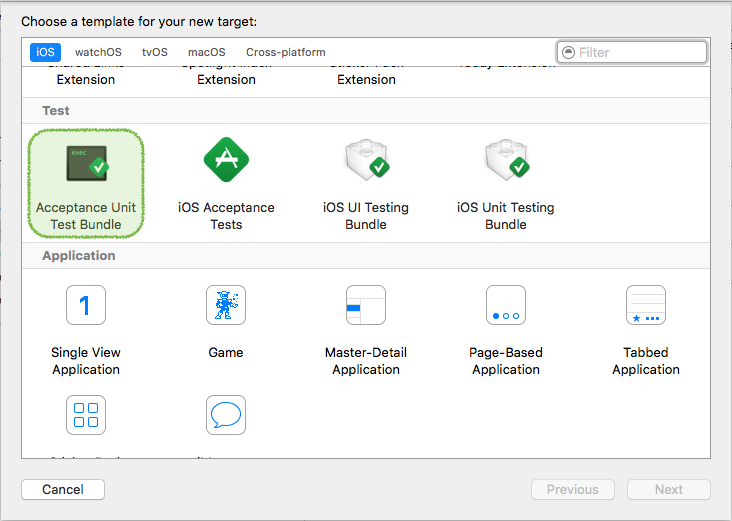 Choose a template for your new target:
iOS watchOS tvOS macOS Cross-platform Filter
Extension Extension Extension
Test
exec
Acceptance Unit Test Bundle
iOS Acceptance Tests
iOS UI Testing Bundle
iOS Unit Testing Bundle
Application
1
Single View Application
Game
Master-Detail Application
Page-Based Application
Tabbed Application
Cancel Previous Next